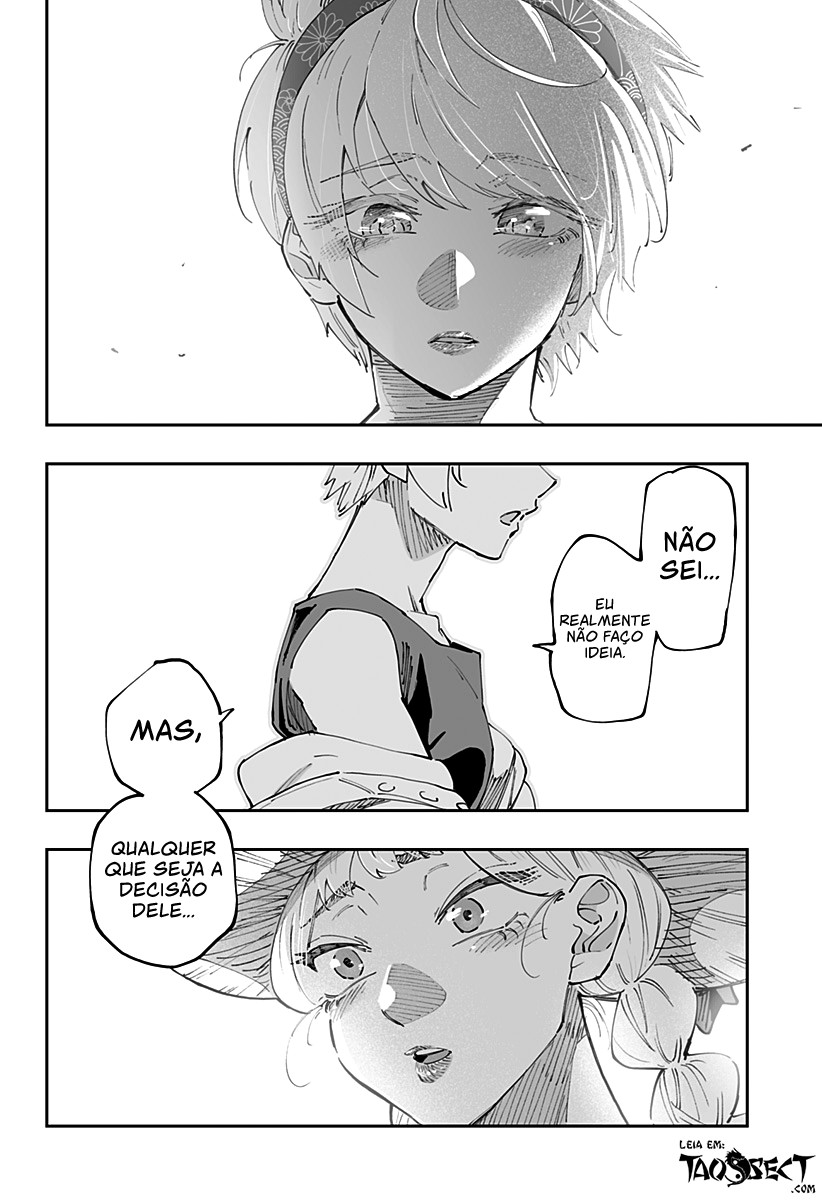 NÃO
SEI...
EU
REALMENTE
NÃO FAÇO
IDEIA.
MAS,
QUALQUER
QUE SEJA A
DECISÃO
DELE...
LEIA EM:
TAOSECT
.COM